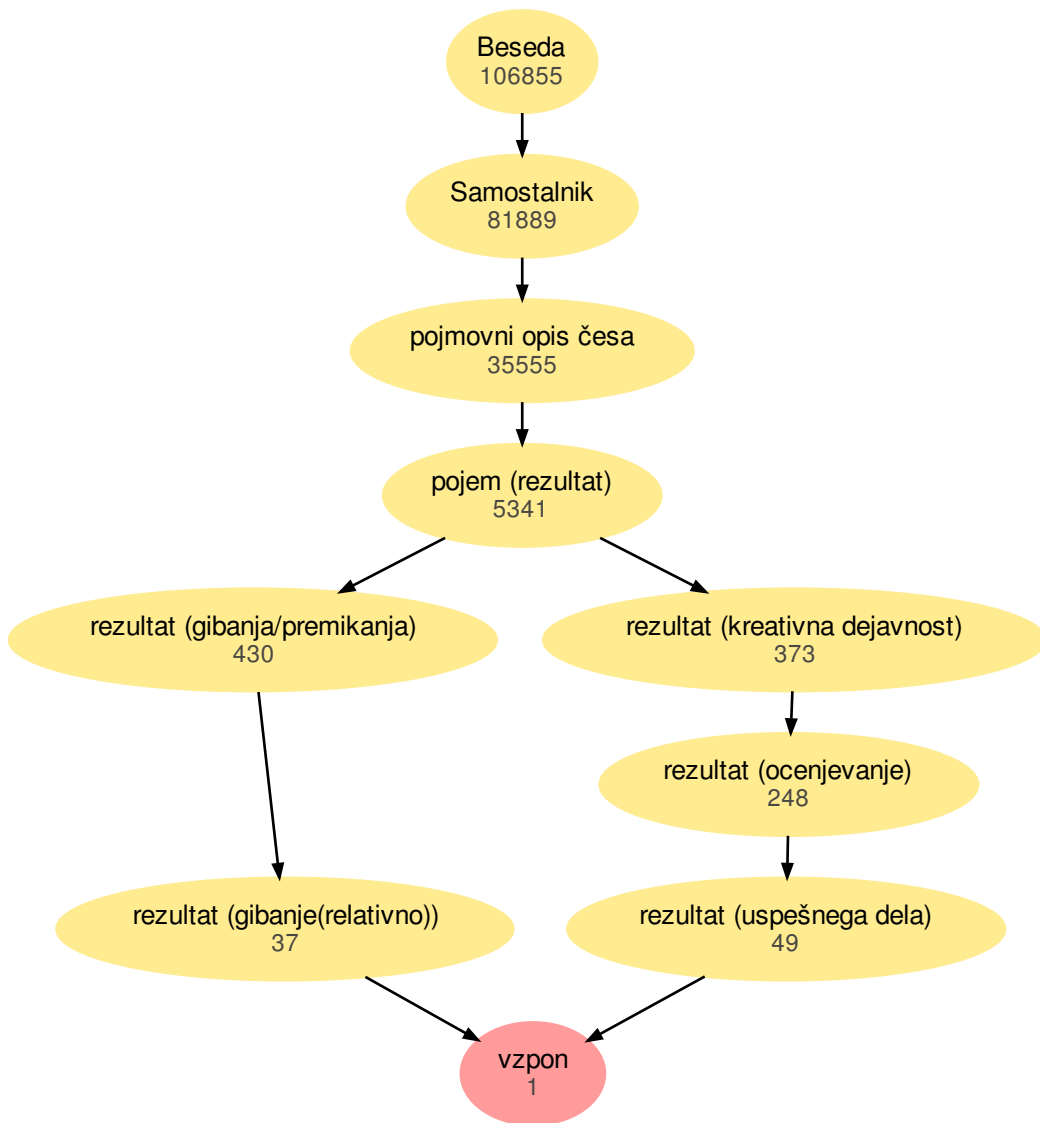 Beseda
106855
Samostalnik
81889
pojmovni opis česa
35555
pojem (rezultat)
5341
rezultat (gibanja/premikanja)
430
rezultat (kreativna dejavnost)
373
rezultat (ocenjevanje)
248
rezultat (gibanje(relativno))
37
rezultat (uspešnega dela)
49
vzpon
1